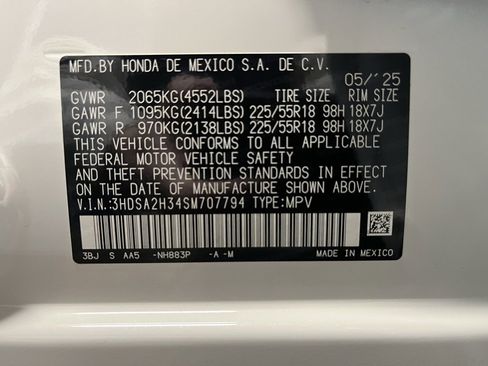 MFD.BY HONDA DE MEXICO S.A. DE C.V.
05/'25
GVWR 2065KG(4552LBS) TIRE SIZE RIM SIZE
GAWR F 1095KG(2414LBS) 225/55R18 98H 18X7J
GAWR R 970KG(2138LBS) 225/55R18 98H 18X7J
THIS VEHICLE CONFORMS TO ALL APPLICABLE
FEDERAL MOTOR VEHICLE SAFETY
AND THEFT PREVENTION STANDARDS IN EFFECT
ON THE DATE OF MANUFACTURE SHOWN ABOVE.
V.I.N.:3HDSA2H34SM707794 TYPE:MPV
3BJ S AA5 -NH883P -A -M
MADE IN MEXICO